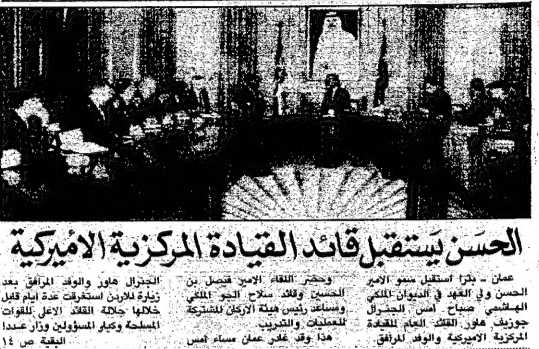 الحسن يستقبل قائد القيادة المركزية الأميركية
عمان - بترا استقبل سمو الامير
الحسن ولي العهد في الديوان الملكي
الهاشمي صباح امس الجنرال
جوزيف هاور القائد العام للقيادة
المركزية الاميركية والوفد المرافق.
وحضر اللقاء الامير فيصل بن
الحسين وقائد سلاح الجو الملكي
ومساعد رئيس هيئة الاركان المشتركة
للعمليات والتدريب
هذا وقد غادر عمان مساء امس
الجنرال هاور والوفد المرافق بعد
زيارة للاردن استغرقت عدة ايام قابل
خلالها جلالة القائد الاعلى للقوات
المسلحة وكبار المسؤولين وزار عددا
البقية ص ١٤